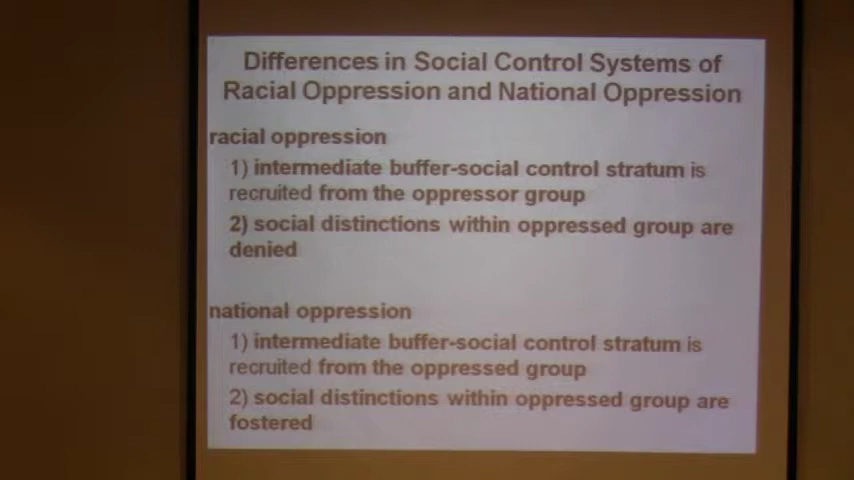 Differences in Social Control Systems of
Racial Oppression and National Oppression
racial oppression
1) intermediate buffer-social control stratum is
recruited from the oppressor group
2) social distinctions within oppressed group are
denied
national oppression
1) intermediate buffer-social control stratum is
recruited from the oppressed group
2) social distinctions within oppressed group are
fostered